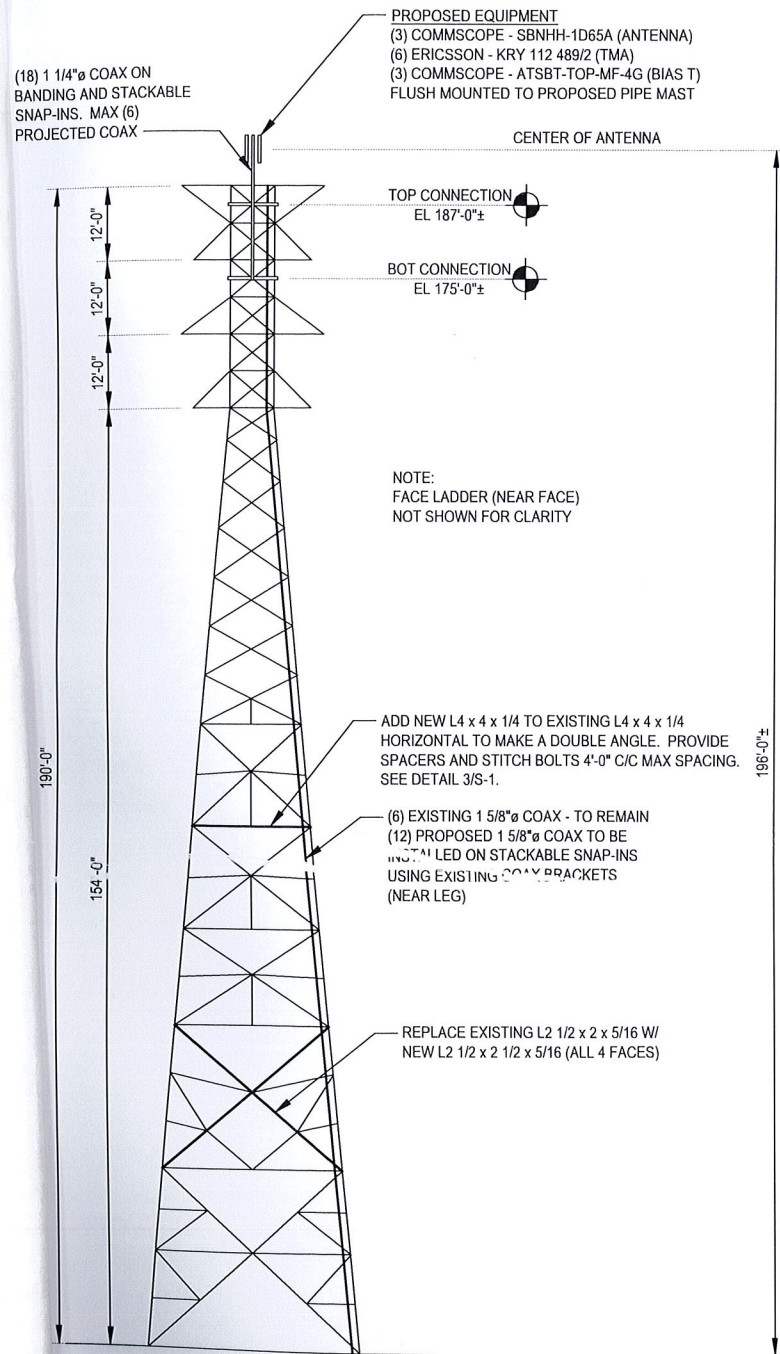 PROPOSED EQUIPMENT
(3) COMMSCOPE - SBNHH-1D65A (ANTENNA)
(6) ERICSSON - KRY 112 489/2 (TMA)
(3) COMMSCOPE - ATSBT-TOP-MF-4G (BIAS T)
FLUSH MOUNTED TO PROPOSED PIPE MAST
(18) 1 1/4"ø COAX ON
BANDING AND STACKABLE
SNAP-INS. MAX (6)
PROJECTED COAX
CENTER OF ANTENNA
TOP CONNECTION
EL 187'-0"±
BOT CONNECTION
EL 175'-0"±
12'-0"
12'-0"
12'-0"
NOTE:
FACE LADDER (NEAR FACE)
NOT SHOWN FOR CLARITY
ADD NEW L4 x 4 x 1/4 TO EXISTING L4 x 4 x 1/4
HORIZONTAL TO MAKE A DOUBLE ANGLE. PROVIDE
SPACERS AND STITCH BOLTS 4'-0" C/C MAX SPACING.
SEE DETAIL 3/S-1.
190'-0"
196'-0"±
(6) EXISTING 1 5/8"ø COAX - TO REMAIN
(12) PROPOSED 1 5/8"ø COAX TO BE
INSTALLED ON STACKABLE SNAP-INS
USING EXISTING COAX BRACKETS
(NEAR LEG)
154'-0"
REPLACE EXISTING L2 1/2 x 2 x 5/16 W/
NEW L2 1/2 x 2 1/2 x 5/16 (ALL 4 FACES)